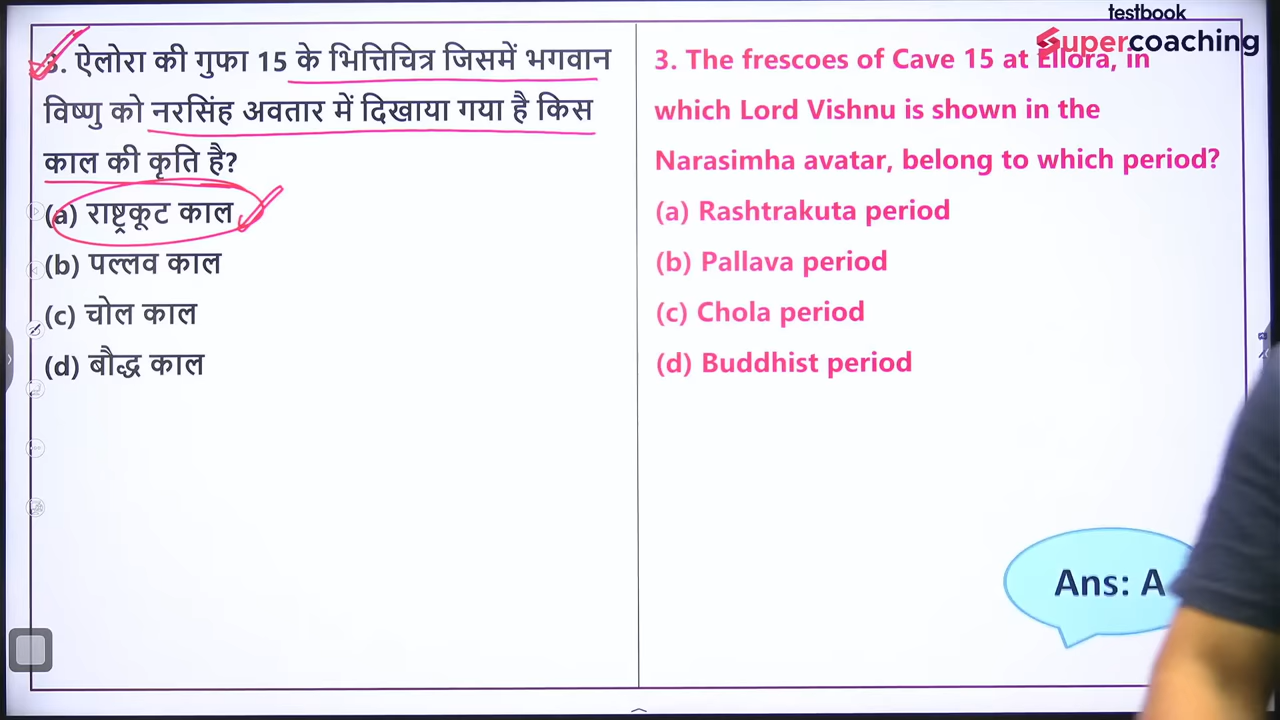 testbook
Supercoaching
3. ऐलोरा की गुफा 15 के भित्तिचित्र जिसमें भगवान
विष्णु को नरसिंह अवतार में दिखाया गया है किस
काल की कृति है?
(a) राष्ट्रकूट काल
(b) पल्लव काल
(c) चोल काल
(d) बौद्ध काल
3. The frescoes of Cave 15 at Ellora, in
which Lord Vishnu is shown in the
Narasimha avatar, belong to which period?
(a) Rashtrakuta period
(b) Pallava period
(c) Chola period
(d) Buddhist period
Ans: A